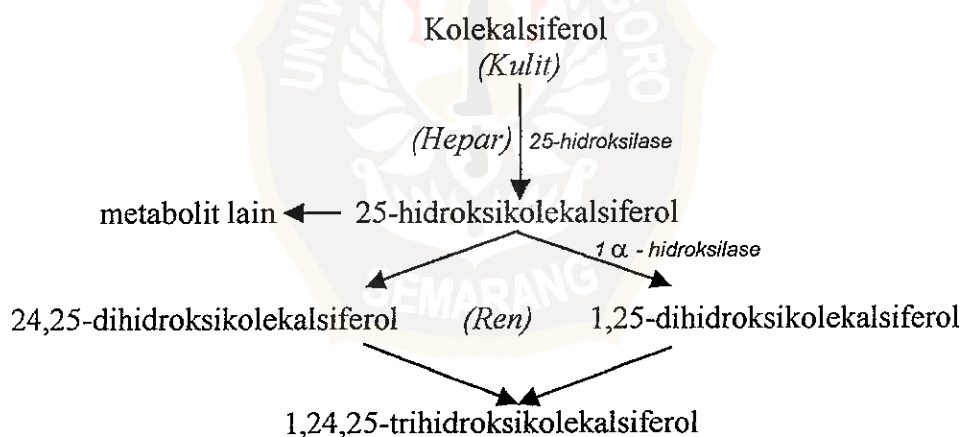 Kolekalsiferol
(Kulit)
(Hepar) 25-hidroksilase
metabolit lain 25-hidroksikolekalsiferol
1 α - hidroksilase
24,25-dihidroksikolekalsiferol (Ren) 1,25-dihidroksikolekalsiferol
SEMARANG
1,24,25-trihidroksikolekalsiferol